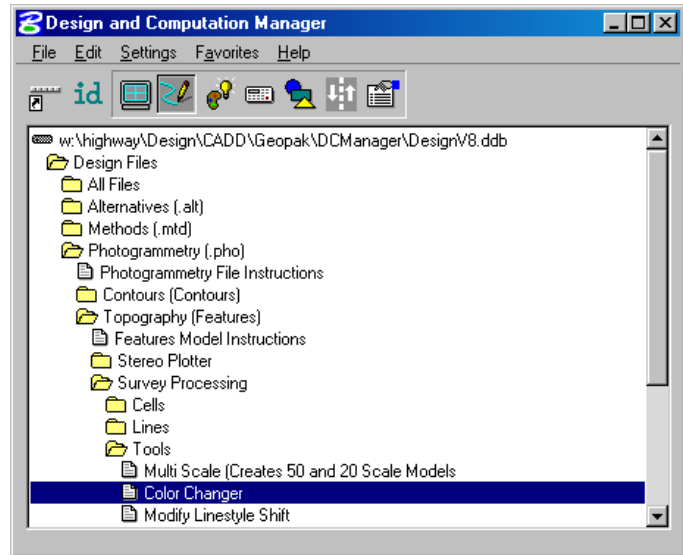 Design and Computation Manager
File Edit Settings Favorites Help
id
w:\highway\Design\CADD\Geopak\DCManager\DesignV8.ddb
Design Files
All Files
Alternatives (.alt)
Methods (.mtd)
Photogrammetry (.pho)
Photogrammetry File Instructions
Contours (Contours)
Topography (Features)
Features Model Instructions
Stereo Plotter
Survey Processing
Cells
Lines
Tools
Multi Scale (Creates 50 and 20 Scale Models
Color Changer
Modify Linestyle Shift